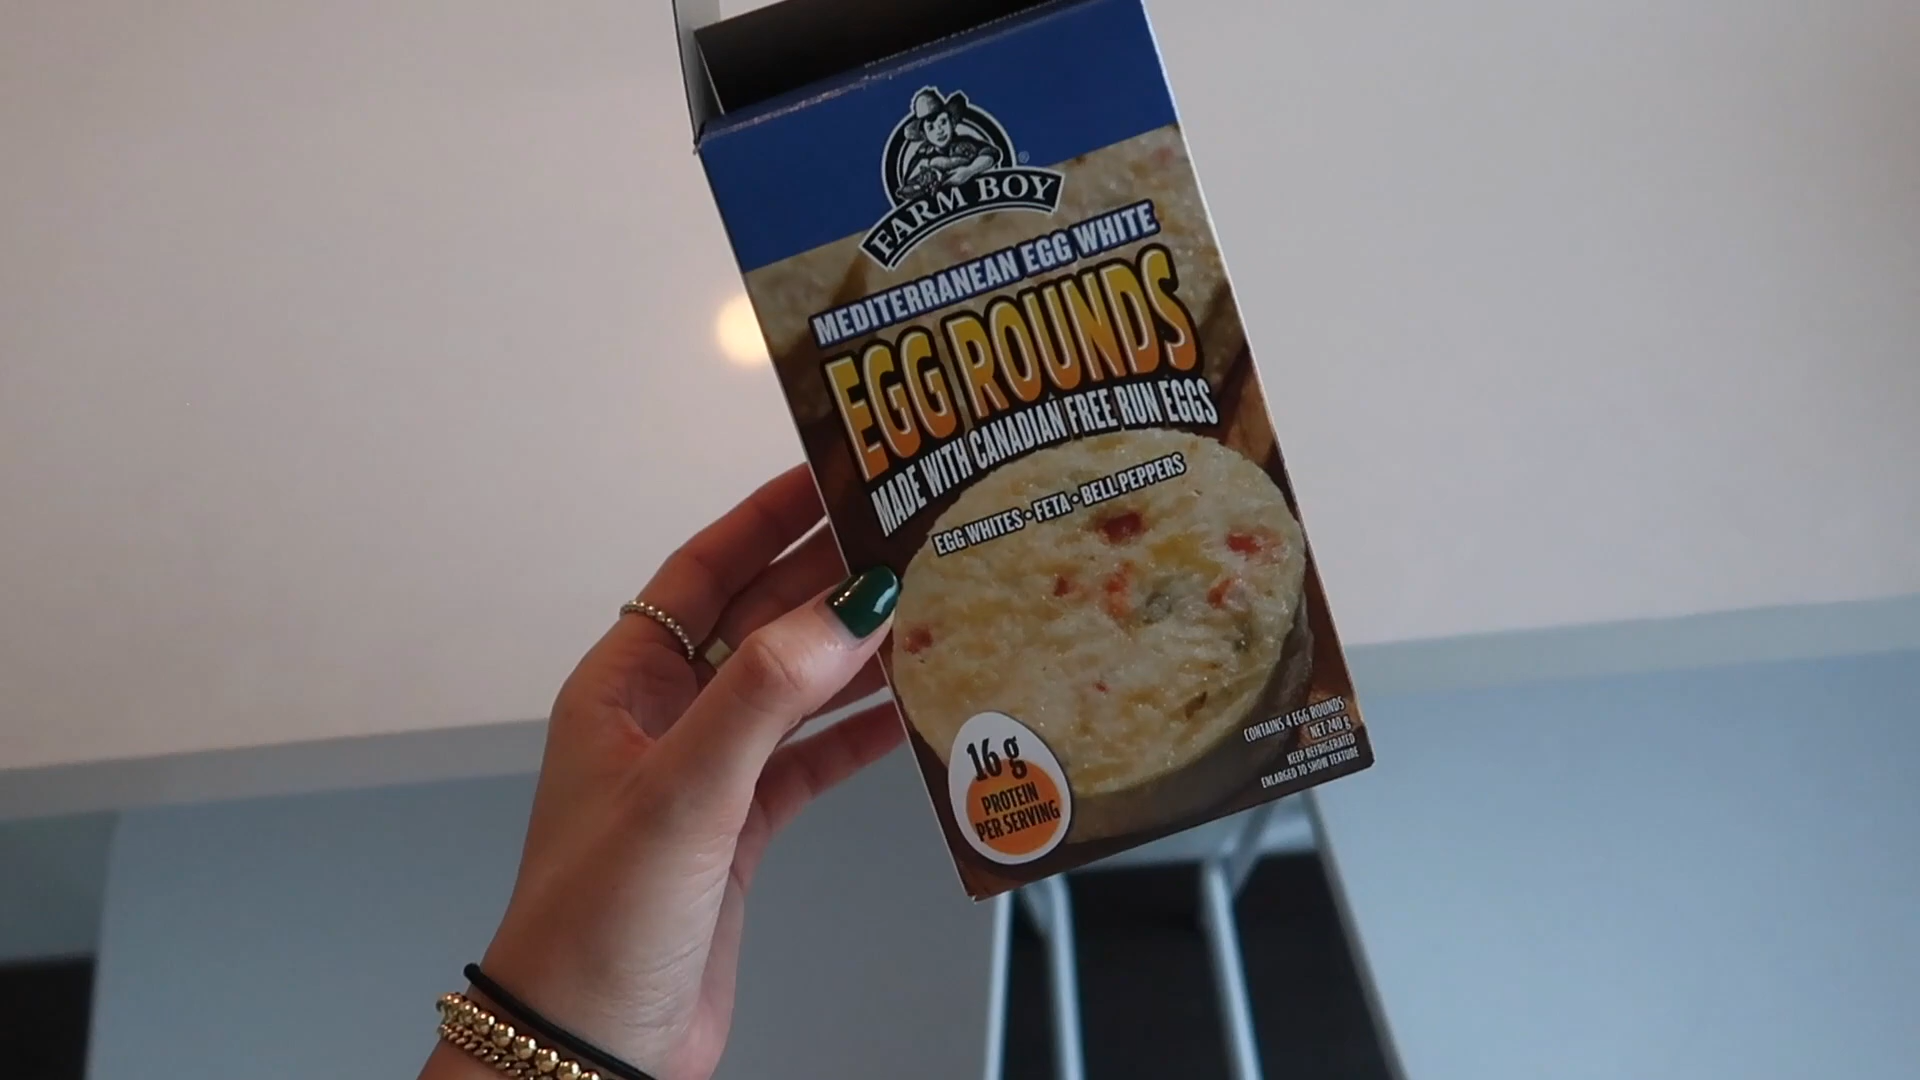 FARM BOY
®
MEDITERRANEAN EGG WHITE
EGG ROUNDS
MADE WITH CANADIAN FREE RUN EGGS
EGG WHITES • FETA • BELL PEPPERS
16 g
PROTEIN
PER SERVING
CONTAINS 4 EGG ROUNDS
NET 240 g
KEEP REFRIGERATED
ENLARGED TO SHOW TEXTURE